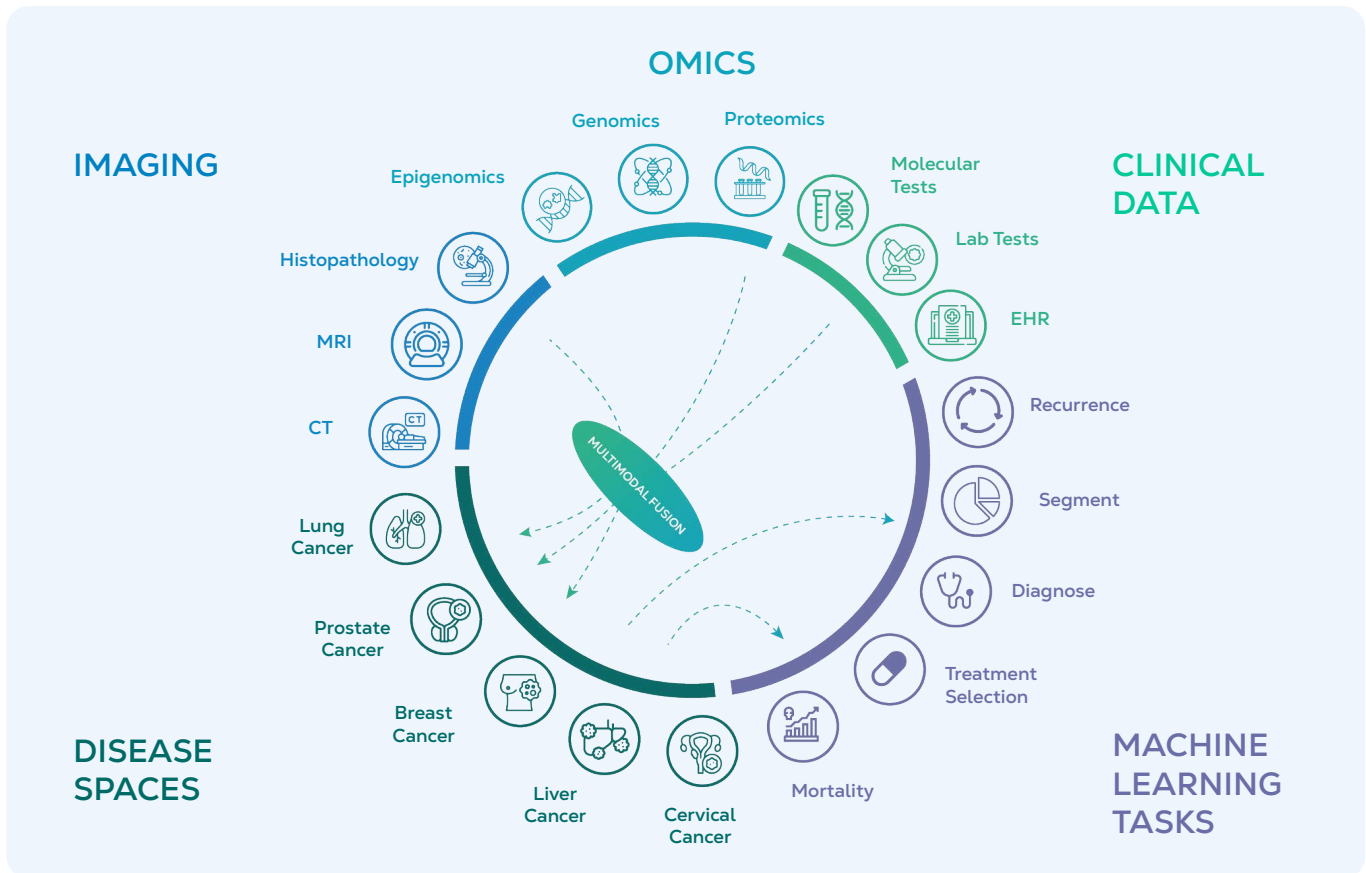 OMICS
Genomics
Proteomics
IMAGING
Epigenomics
Molecular
Tests
CLINICAL
DATA
Histopathology
Lab Tests
MRI
EHR
CT
CT
Recurrence
MULTIMODAL FUSION
Segment
Lung
Cancer
Diagnose
Prostate
Cancer
Treatment
Selection
Breast
Cancer
DISEASE
SPACES
Liver
Cancer
Cervical
Cancer
Mortality
MACHINE
LEARNING
TASKS